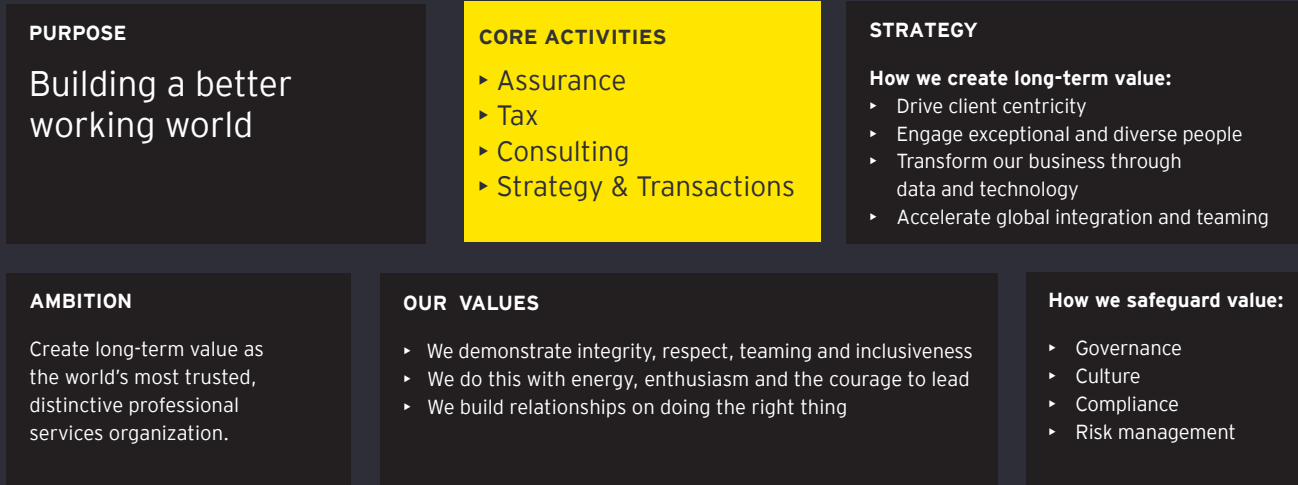 PURPOSE
Building a better
working world
CORE ACTIVITIES
‣ Assurance
‣ Tax
‣ Consulting
‣ Strategy & Transactions
STRATEGY
How we create long-term value:
‣ Drive client centricity
‣ Engage exceptional and diverse people
‣ Transform our business through
data and technology
‣ Accelerate global integration and teaming
AMBITION
Create long-term value as
the world’s most trusted,
distinctive professional
services organization.
OUR VALUES
‣ We demonstrate integrity, respect, teaming and inclusiveness
‣ We do this with energy, enthusiasm and the courage to lead
‣ We build relationships on doing the right thing
How we safeguard value:
‣ Governance
‣ Culture
‣ Compliance
‣ Risk management